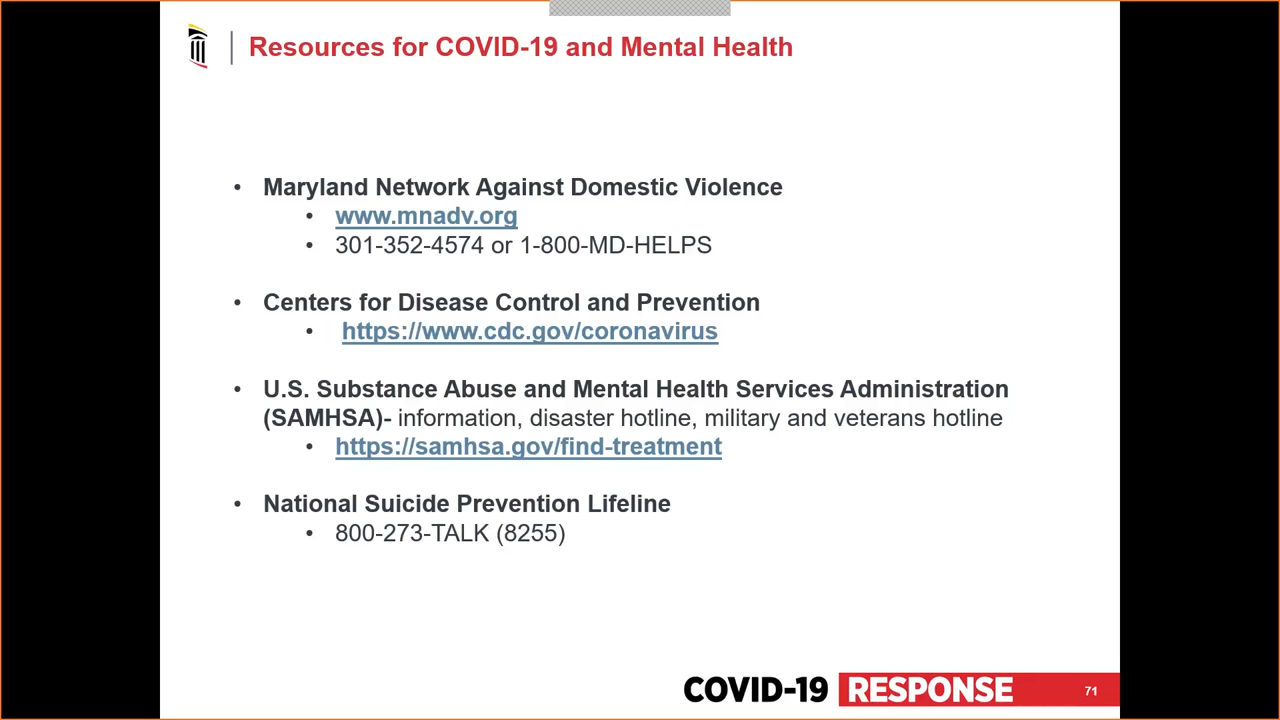 Resources for COVID-19 and Mental Health
• Maryland Network Against Domestic Violence
• www.mnadv.org
• 301-352-4574 or 1-800-MD-HELPS
• Centers for Disease Control and Prevention
• https://www.cdc.gov/coronavirus
• U.S. Substance Abuse and Mental Health Services Administration
(SAMHSA)- information, disaster hotline, military and veterans hotline
• https://samhsa.gov/find-treatment
• National Suicide Prevention Lifeline
• 800-273-TALK (8255)
COVID-19 RESPONSE 71